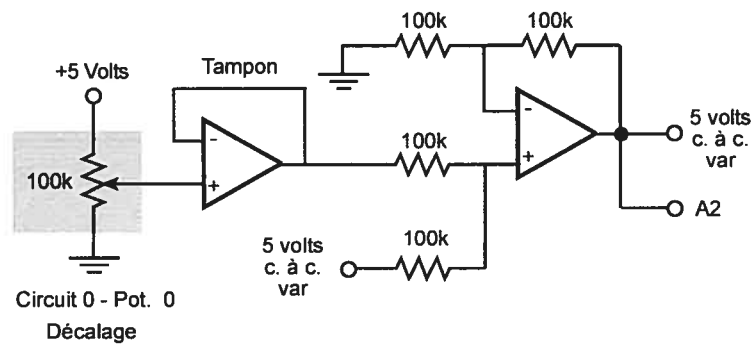 100k
100k
+5 Volts
Tampon
-
+
100k
100k
-
+
5 volts
c. à c.
var
A2
5 volts
c. à c.
var
100k
Circuit 0 - Pot. 0
Décalage